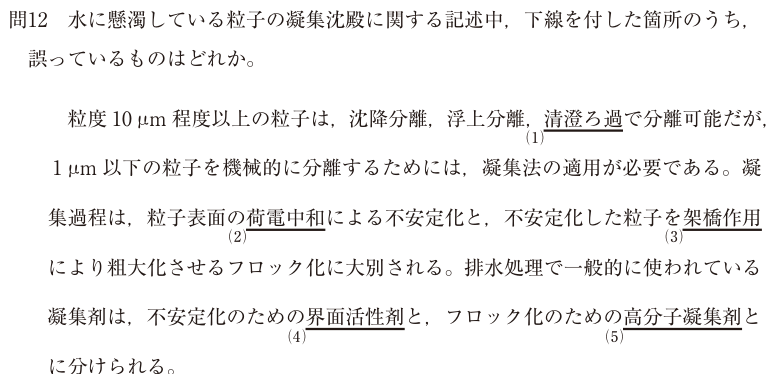 問12　水に懸濁している粒子の凝集沈殿に関する記述中，下線を付した箇所のうち，
誤っているものはどれか。
粒度 10 μm 程度以上の粒子は，沈降分離，浮上分離，清澄ろ過で分離可能だが，
(1)
1 μm 以下の粒子を機械的に分離するためには，凝集法の適用が必要である。凝
集過程は，粒子表面の荷電中和による不安定化と，不安定化した粒子を架橋作用
(2) (3)
により粗大化させるフロック化に大別される。排水処理で一般的に使われている
凝集剤は，不安定化のための界面活性剤と，フロック化のための高分子凝集剤と
(4) (5)
に分けられる。